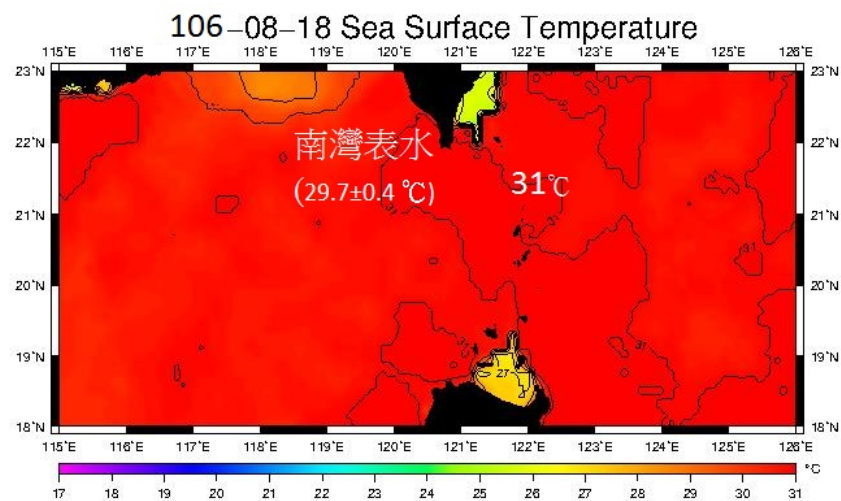 106-08-18 Sea Surface Temperature
115°E 116°E 117°E 118°E 119°E 120°E 121°E 122°E 123°E 124°E 125°E 126°E
23°N 23°N
22°N 22°N
南灣表水
(29.7±0.4 ℃)
31℃
21°N 21°N
31
20°N 20°N
31
19°N 19°N
27
18°N 18°N
115°E 116°E 117°E 118°E 119°E 120°E 121°E 122°E 123°E 124°E 125°E 126°E
°C
17 18 19 20 21 22 23 24 25 26 27 28 29 30 31